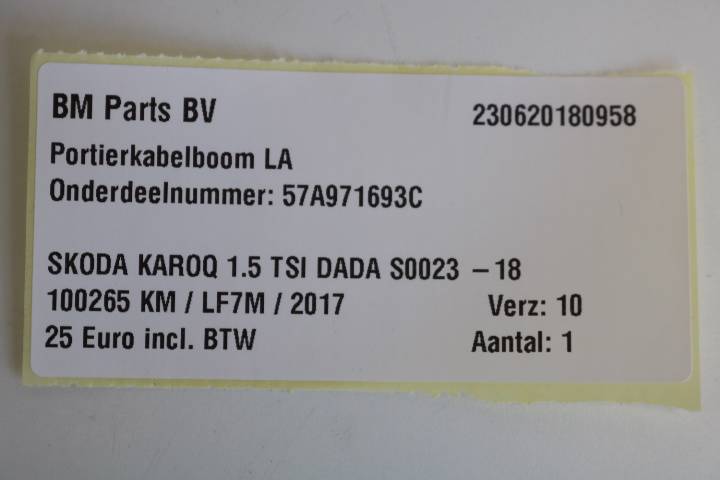 BM Parts BV 230620180958
Portierkabelboom LA
Onderdeelnummer: 57A971693C
SKODA KAROQ 1.5 TSI DADA S0023 – 18
100265 KM / LF7M / 2017 Verz: 10
25 Euro incl. BTW Aantal: 1